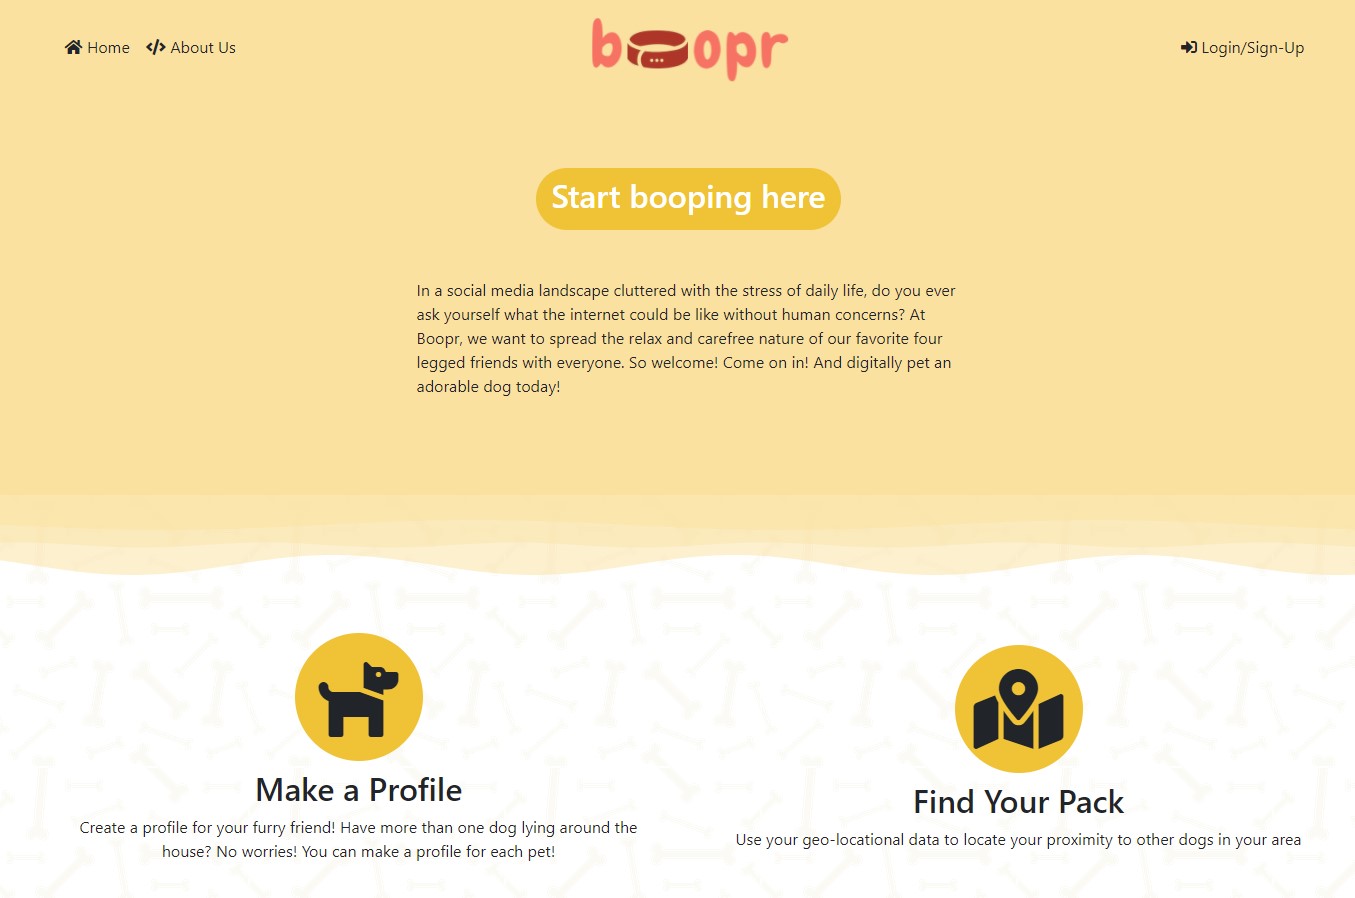 Home About Us
boopr
Login/Sign-Up
Start booping here
In a social media landscape cluttered with the stress of daily life, do you ever
ask yourself what the internet could be like without human concerns? At
Boopr, we want to spread the relax and carefree nature of our favorite four
legged friends with everyone. So welcome! Come on in! And digitally pet an
adorable dog today!
Make a Profile
Create a profile for your furry friend! Have more than one dog lying around the
house? No worries! You can make a profile for each pet!
Find Your Pack
Use your geo-locational data to locate your proximity to other dogs in your area